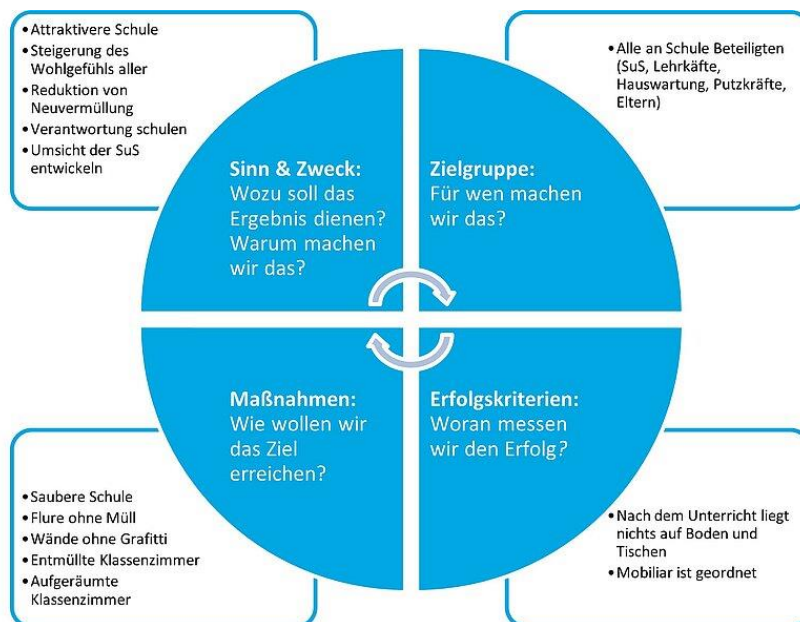 •Attraktivere Schule
•Steigerung des
Wohlgefühls aller
•Reduktion von
Neuvermüllung
•Verantwortung schulen
•Umsicht der SuS
entwickeln
•Alle an Schule Beteiligten
(SuS, Lehrkäfte,
Hauswartung, Putzkräfte,
Eltern)
Sinn & Zweck:
Wozu soll das
Ergebnis dienen?
Warum machen
wir das?
Zielgruppe:
Für wen machen
wir das?
Maßnahmen:
Wie wollen wir
das Ziel
erreichen?
Erfolgskriterien:
Woran messen
wir den Erfolg?
•Saubere Schule
•Flure ohne Müll
•Wände ohne Grafitti
•Entmüllte Klassenzimmer
•Aufgeräumte
Klassenzimmer
•Nach dem Unterricht liegt
nichts auf Boden und
Tischen
•Mobiliar ist geordnet